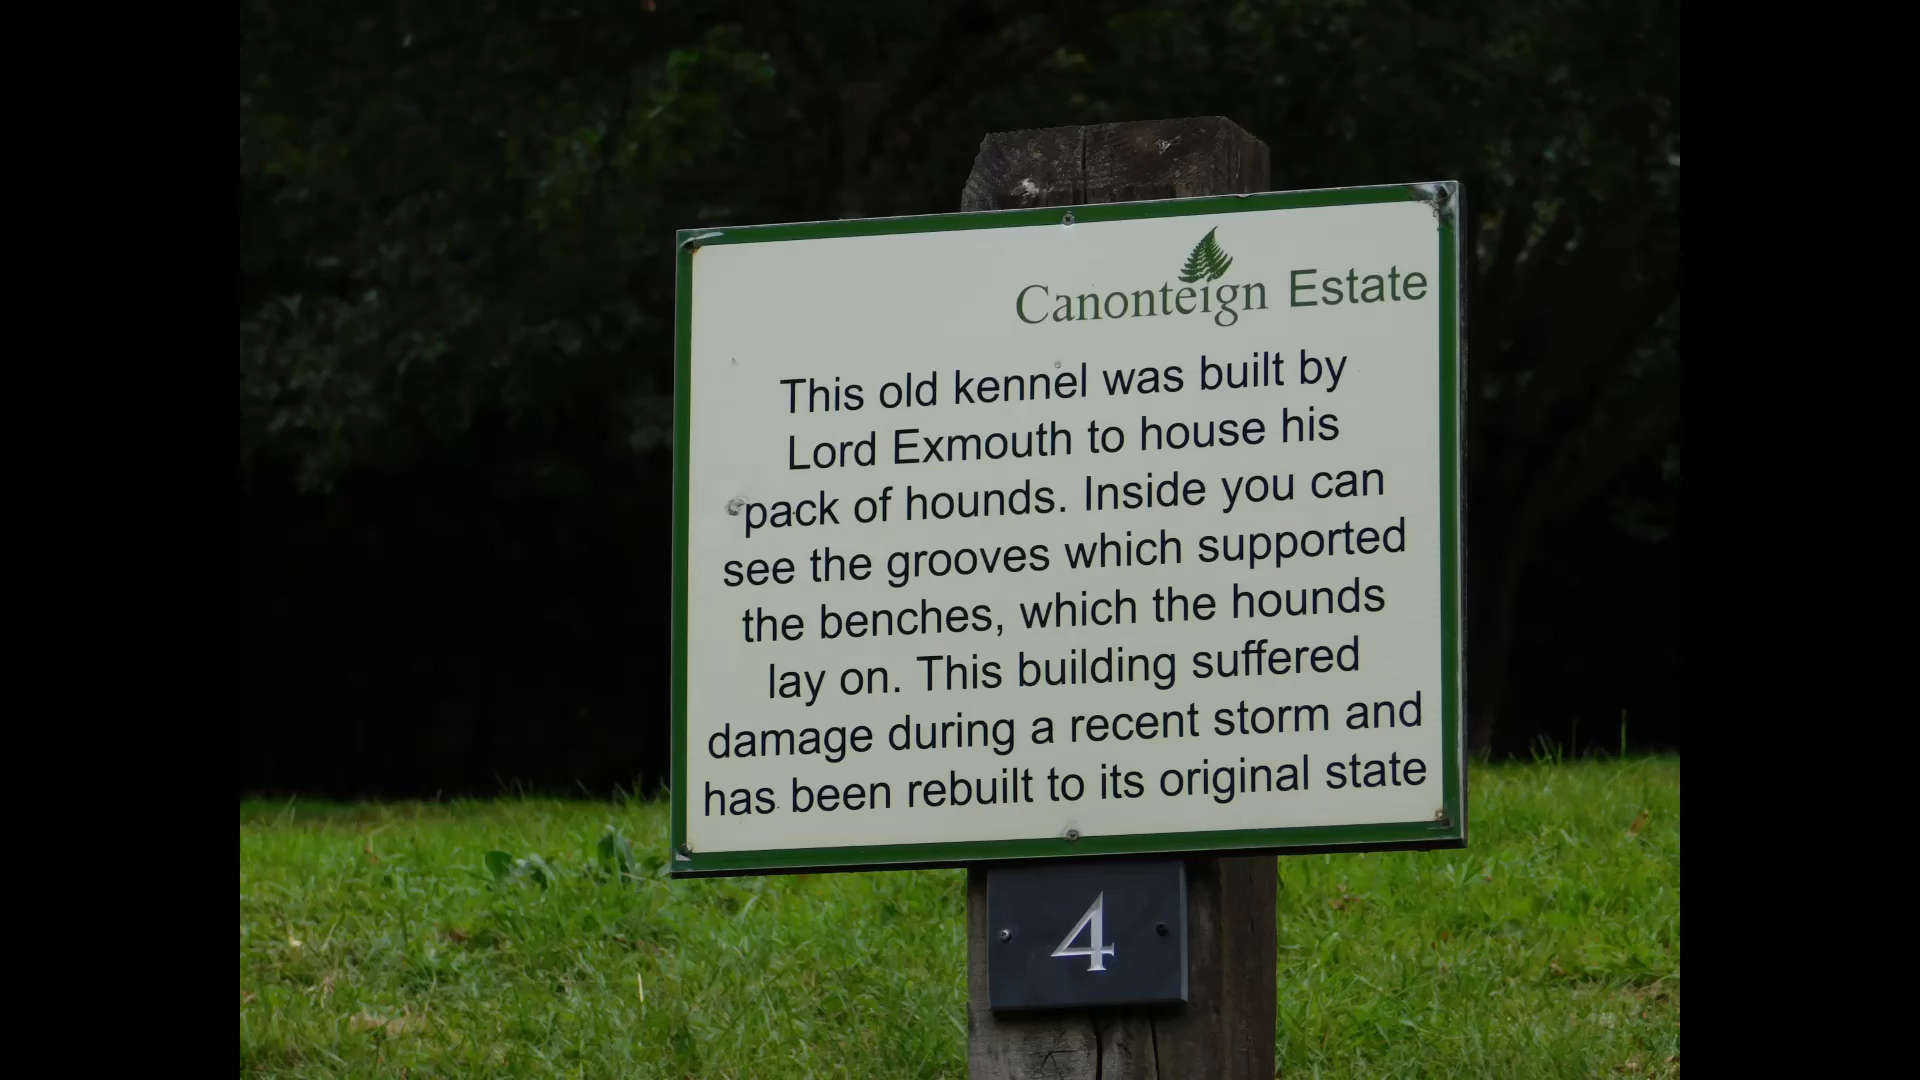 Canonteign Estate
This old kennel was built by
Lord Exmouth to house his
pack of hounds. Inside you can
see the grooves which supported
the benches, which the hounds
lay on. This building suffered
damage during a recent storm and
has been rebuilt to its original state
4